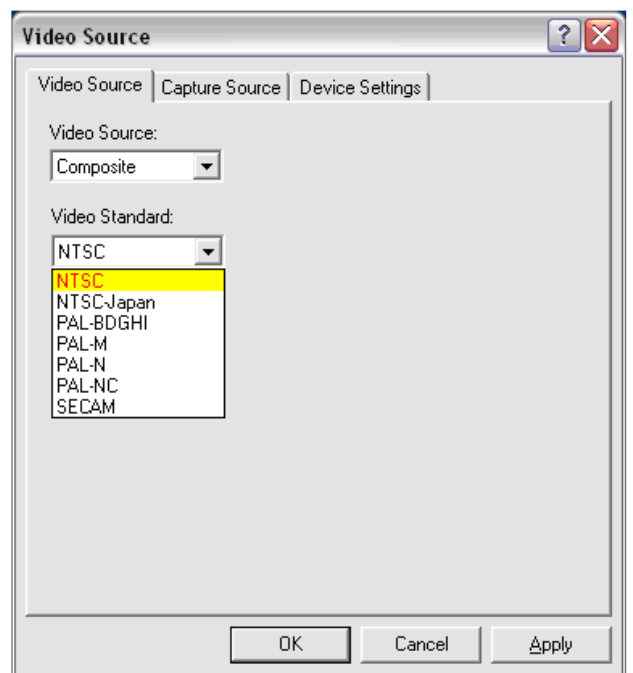 Video Source
Video Source Capture Source Device Settings
Video Source:
Composite
Video Standard:
NTSC
NTSC
NTSC-Japan
PAL-BDGHI
PAL-M
PAL-N
PAL-NC
SECAM
OK Cancel Apply